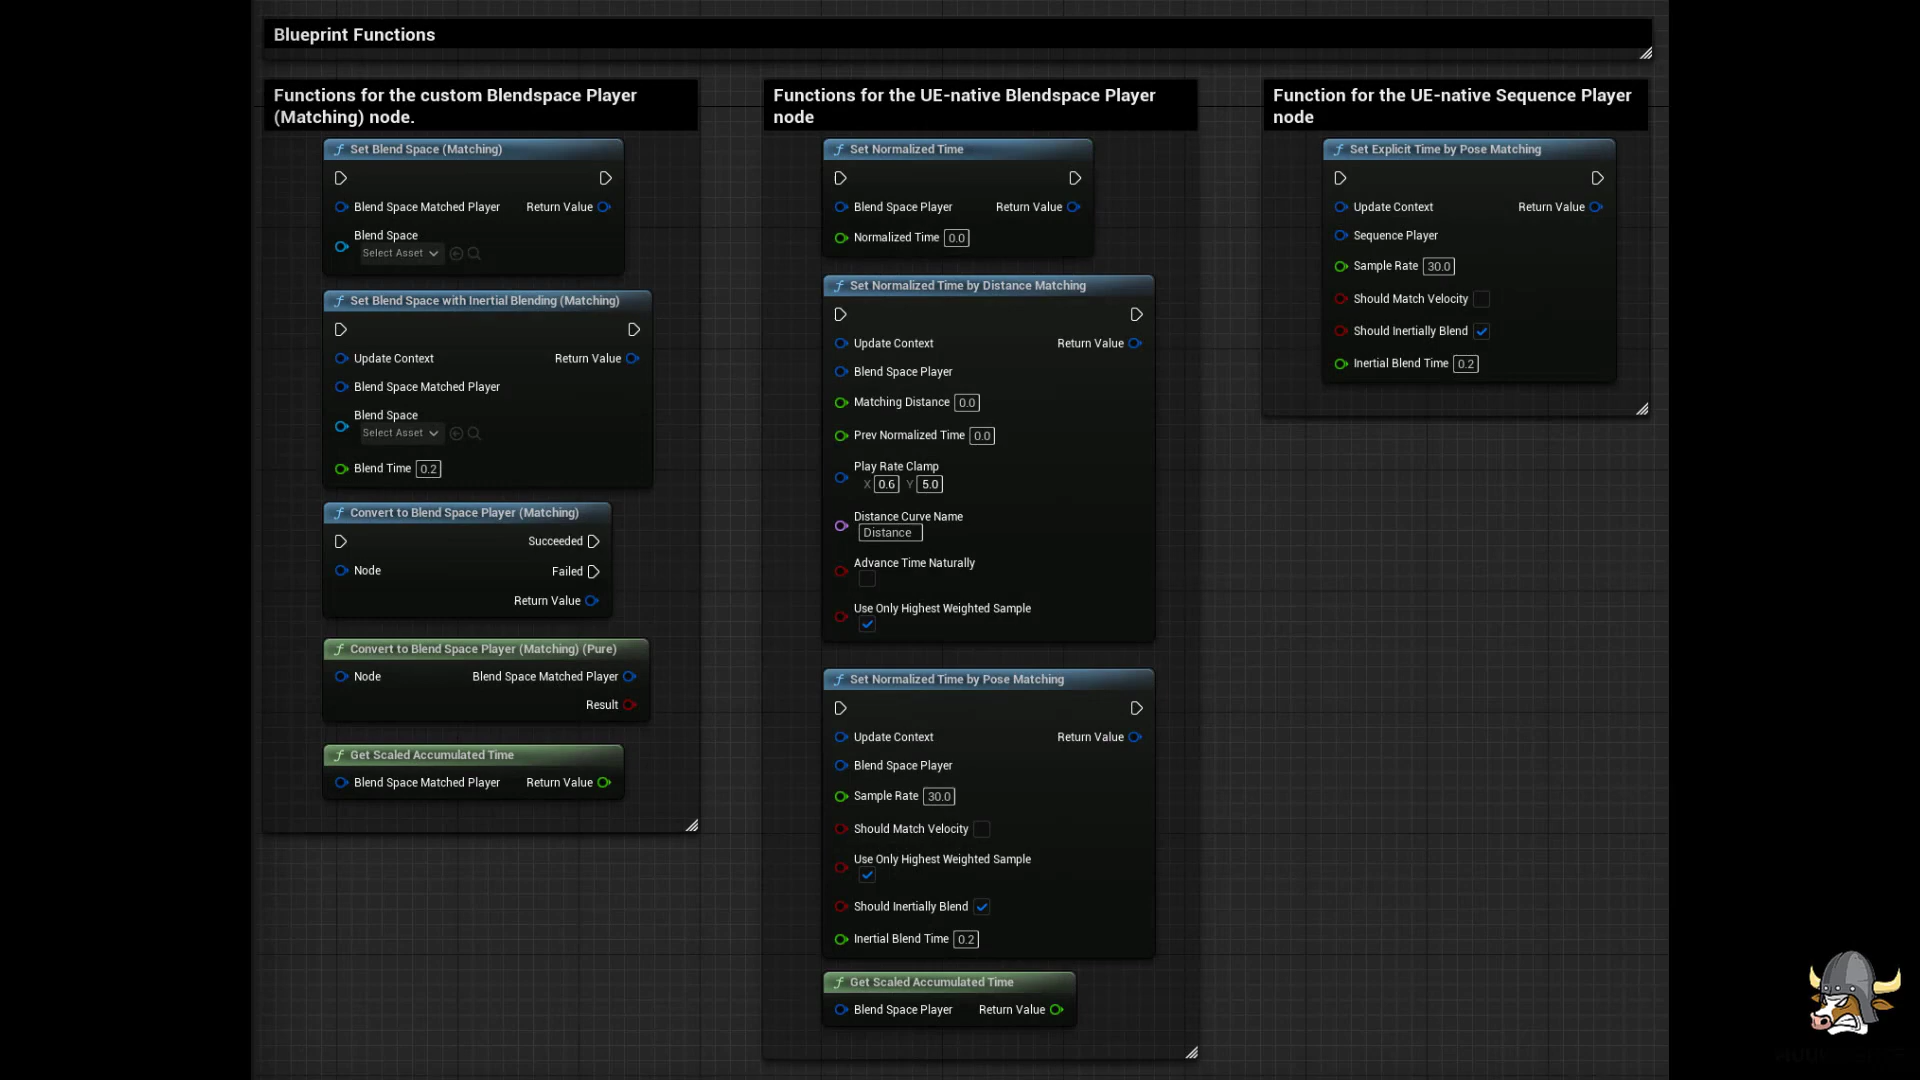 Blueprint Functions
Functions for the custom Blendspace Player
(Matching) node.
Set Blend Space (Matching)
Blend Space Matched Player Return Value
Blend Space
Select Asset
Set Blend Space with Inertial Blending (Matching)
Update Context Return Value
Blend Space Matched Player
Blend Space
Select Asset
Blend Time 0.2
Convert to Blend Space Player (Matching)
Succeeded
Node Failed
Return Value
Convert to Blend Space Player (Matching) (Pure)
Node Blend Space Matched Player
Result
Get Scaled Accumulated Time
Blend Space Matched Player Return Value
Functions for the UE-native Blendspace Player
node
Set Normalized Time
Blend Space Player Return Value
Normalized Time 0.0
Set Normalized Time by Distance Matching
Update Context Return Value
Blend Space Player
Matching Distance 0.0
Prev Normalized Time 0.0
Play Rate Clamp
X 0.6 Y 5.0
Distance Curve Name
Distance
Advance Time Naturally
Use Only Highest Weighted Sample
Set Normalized Time by Pose Matching
Update Context Return Value
Blend Space Player
Sample Rate 30.0
Should Match Velocity
Use Only Highest Weighted Sample
Should Inertially Blend
Inertial Blend Time 0.2
Get Scaled Accumulated Time
Blend Space Player Return Value
Function for the UE-native Sequence Player
node
Set Explicit Time by Pose Matching
Update Context Return Value
Sequence Player
Sample Rate 30.0
Should Match Velocity
Should Inertially Blend
Inertial Blend Time 0.2